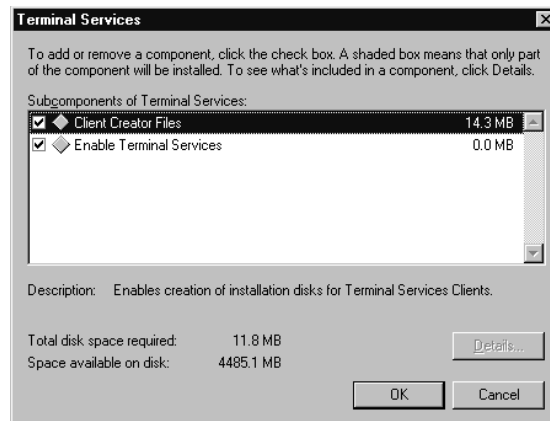 Terminal Services
To add or remove a component, click the check box. A shaded box means that only part
of the component will be installed. To see what's included in a component, click Details.
Subcomponents of Terminal Services:
Client Creator Files 14.3 MB
Enable Terminal Services 0.0 MB
Description: Enables creation of installation disks for Terminal Services Clients.
Total disk space required: 11.8 MB
Space available on disk: 4485.1 MB
Details...
OK Cancel